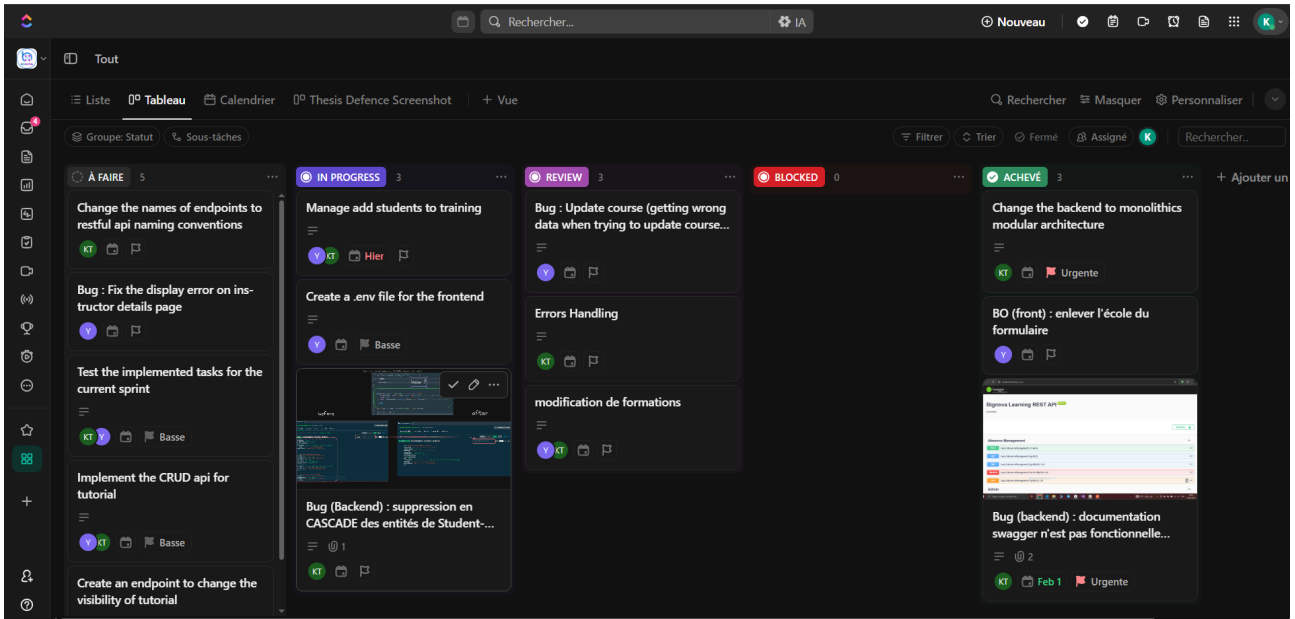 Rechercher...
IA
Nouveau
K
Tout
Liste
Tableau
Calendrier
Thesis Defence Screenshot
+ Vue
Rechercher
Masquer
Personnaliser
4
Groupe: Statut
Sous-tâches
Filtrer
Trier
Fermé
Assigné
K
Rechercher..
À FAIRE 5
Change the names of endpoints to
restful api naming conventions
KT
Bug : Fix the display error on ins-
tructor details page
Y
Test the implemented tasks for the
current sprint
KT Y Basse
Implement the CRUD api for
tutorial
Y KT Basse
Create an endpoint to change the
visibility of tutorial
IN PROGRESS 3
Manage add students to training
Y KT Hier
Create a .env file for the frontend
Y Basse
before after
Bug (Backend) : suppression en
CASCADE des entités de Student-...
1
KT
REVIEW 3
Bug : Update course (getting wrong
data when trying to update course...
Y
Errors Handling
KT
modification de formations
Y KT
BLOCKED 0
ACHEVÉ 3
Change the backend to monolithics
modular architecture
KT Urgente
BO (front) : enlever l'école du
formulaire
Y
Signova Learning REST API
Absence Management
Bug (backend) : documentation
swagger n'est pas fonctionnelle...
2
KT Feb 1 Urgente
+ Ajouter un